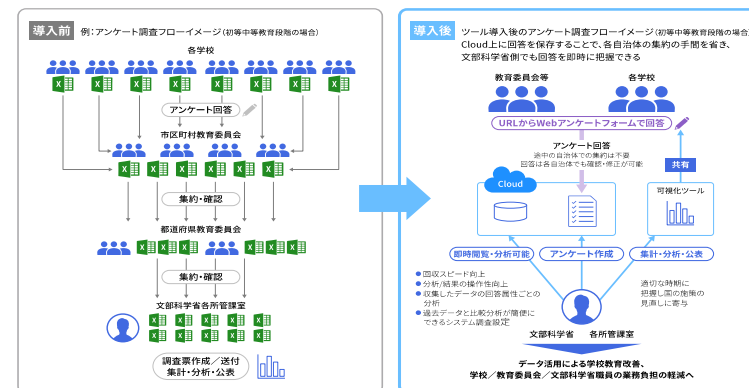 導入前 例:アンケート調査フローイメージ(初等中等教育段階の場合)
各学校
アンケート回答
市区町村教育委員会
集約・確認
都道府県教育委員会
集約・確認
文部科学省各所管課室
調査票作成／送付
集計・分析・公表
導入後 ツール導入後のアンケート調査フローイメージ(初等中等教育段階の場合)
Cloud上に回答を保存することで、各自治体の集約の手間を省き、
文部科学省側でも回答を即時に把握できる
教育委員会等 各学校
URLからWebアンケートフォームで回答
アンケート回答
途中の自治体での集約は不要
回答は各自治体でも確認・修正が可能
共有
Cloud
可視化ツール
即時閲覧・分析可能 アンケート作成 集計・分析・公表
●回収スピード向上
●分析/結果の操作性向上
●収集したデータの回答属性ごとの
分析
●過去データと比較分析が簡便に
できるシステム調査設定
適切な時期に
把握し国の施策の
見直しに寄与
文部科学省 各所管課室
データ活用による学校教育改善、
学校／教育委員会／文部科学省職員の業務負担の軽減へ